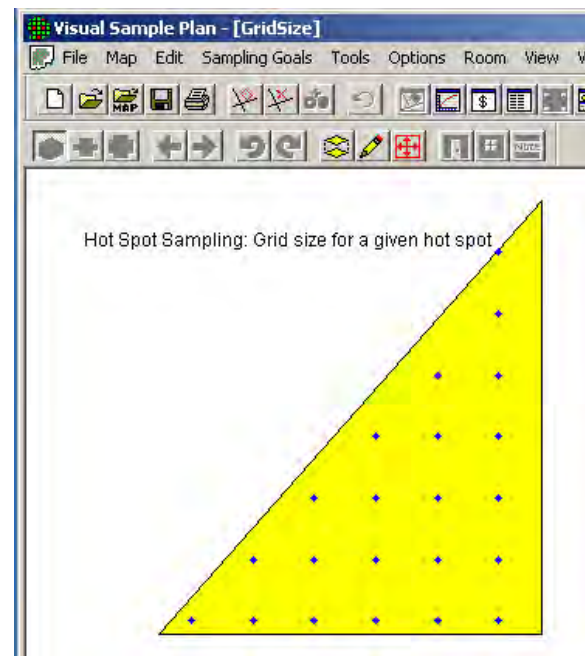 Visual Sample Plan - [GridSize]
File Map Edit Sampling Goals Tools Options Room View
MAP $
NOTE
Hot Spot Sampling: Grid size for a given hot spot